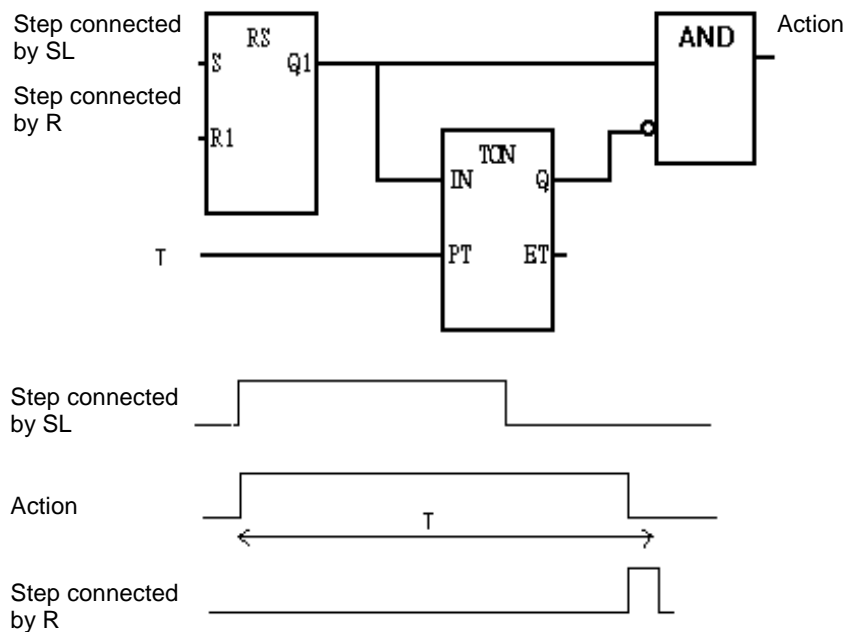 Step connected
by SL
RS
AND
Action
S
Q1
Step connected
by R
R1
TON
IN
Q
T
PT
ET
Step connected
by SL
Action
T
Step connected
by R